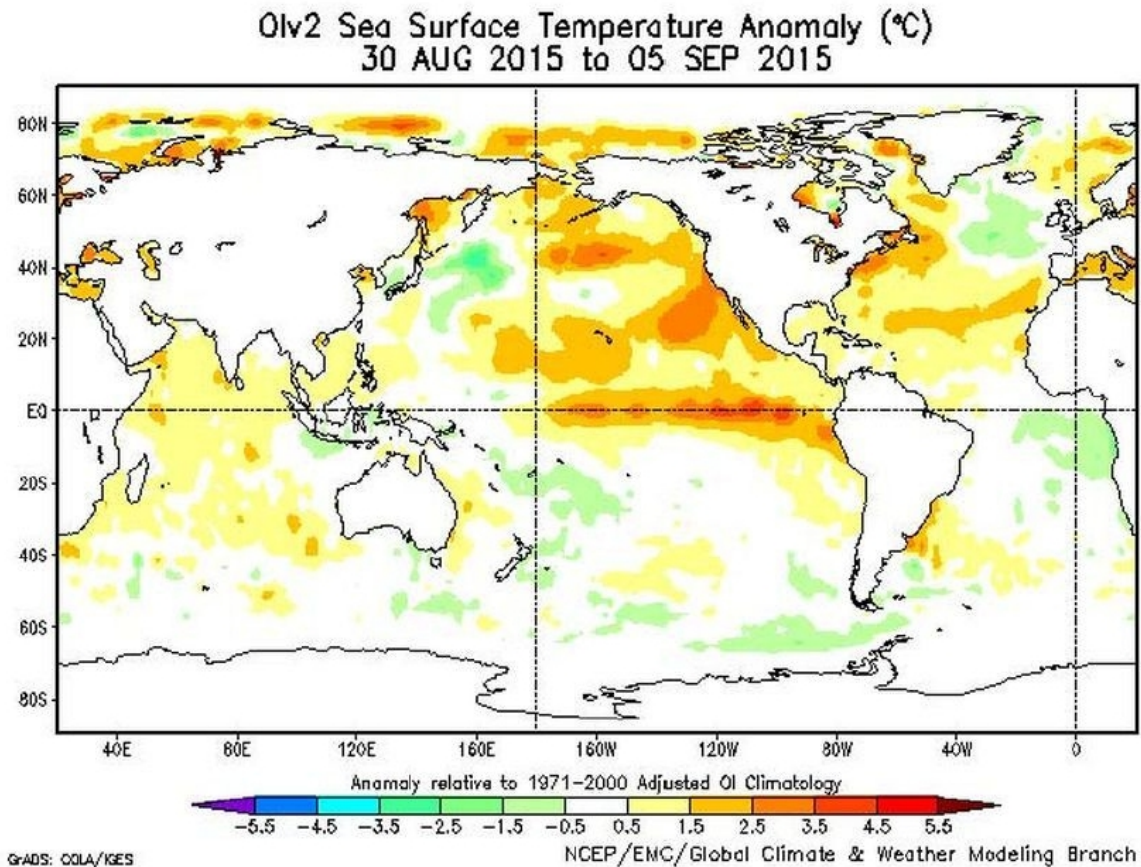 OIv2 Sea Surface Temperature Anomaly (°C)
30 AUG 2015 to 05 SEP 2015
80N
60N
40N
20N
EQ
20S
40S
60S
80S
40E 80E 120E 160E 160W 120W 80W 40W 0
Anomaly relative to 1971-2000 Adjusted OI Climatology
-5.5 -4.5 -3.5 -2.5 -1.5 -0.5 0.5 1.5 2.5 3.5 4.5 5.5
GrADS: COLA/IGES
NCEP/EMC/Global Climate & Weather Modeling Branch